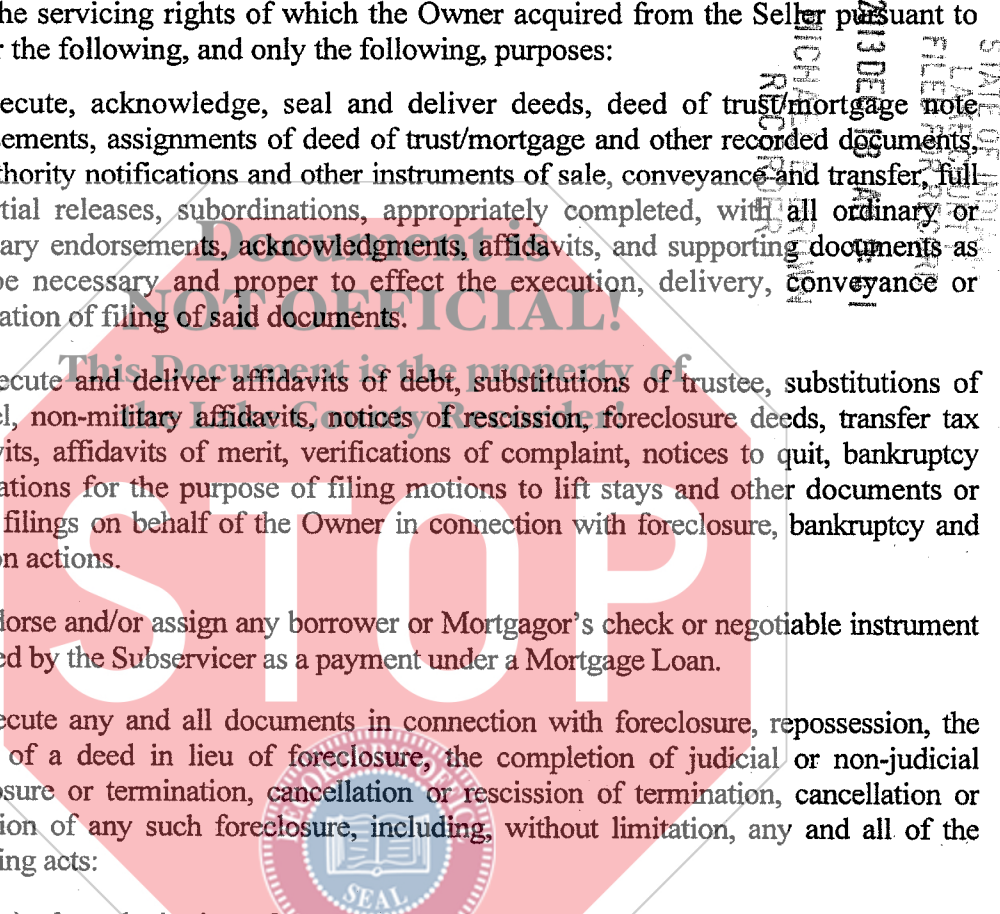 he servicing rights of which the Owner acquired from the Seller pursuant to
r the following, and only the following, purposes:
ecute, acknowledge, seal and deliver deeds, deed of trust/mortgage note
ements, assignments of deed of trust/mortgage and other recorded documents,
thority notifications and other instruments of sale, conveyance and transfer, full
tial releases, subordinations, appropriately completed, with all ordinary or
ary endorsements, acknowledgments, affidavits, and supporting documents as
be necessary and proper to effect the execution, delivery, conveyance or
ation of filing of said documents.
ecute and deliver affidavits of debt, substitutions of trustee, substitutions of
el, non-military affidavits, notices of rescission, foreclosure deeds, transfer tax
vits, affidavits of merit, verifications of complaint, notices to quit, bankruptcy
ations for the purpose of filing motions to lift stays and other documents or
filings on behalf of the Owner in connection with foreclosure, bankruptcy and
on actions.
lorse and/or assign any borrower or Mortgagor's check or negotiable instrument
ed by the Subservicer as a payment under a Mortgage Loan.
ecute any and all documents in connection with foreclosure, repossession, the
of a deed in lieu of foreclosure, the completion of judicial or non-judicial
osure or termination, cancellation or rescission of termination, cancellation or
ion of any such foreclosure, including, without limitation, any and all of the
ing acts:
Document is
NOT OFFICIAL!
This Document is the property of
the Lake County Recorder!
STOP
SEAL
STATE OF INDI